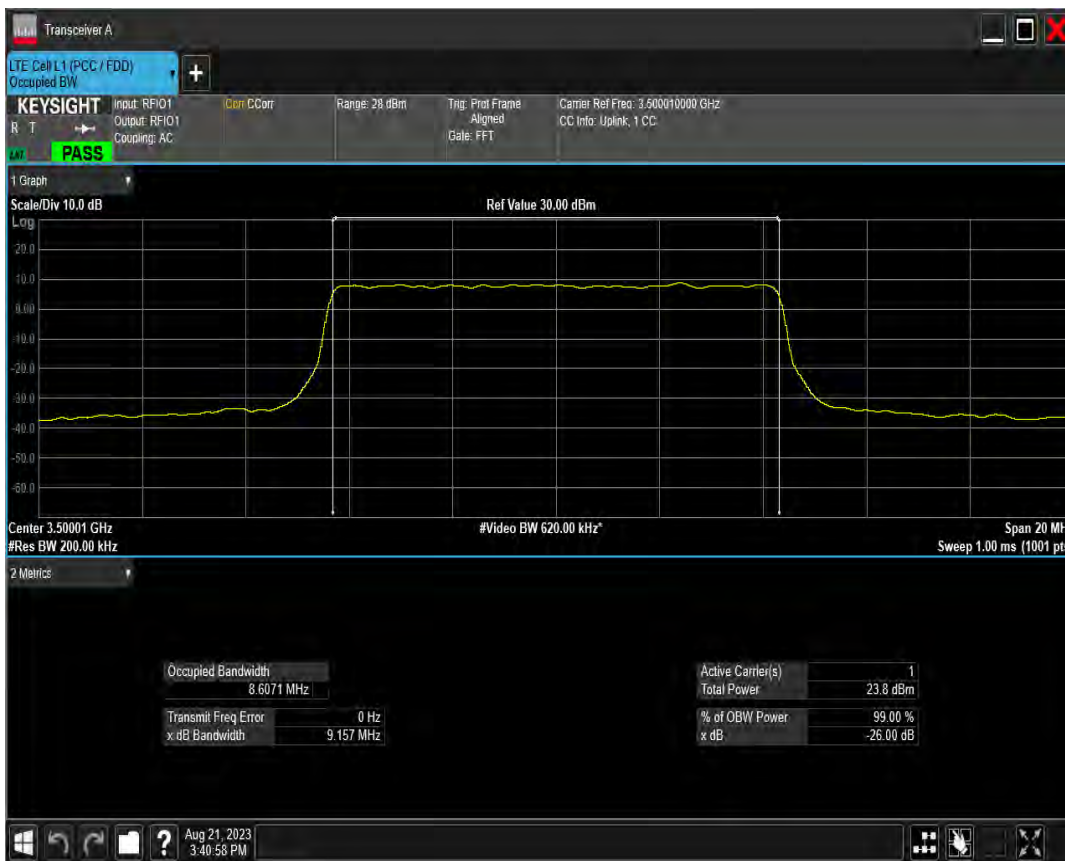 Transceiver A
LTE Cell L1 (PCC / FDD)
Occupied BW
+
KEYSIGHT
R T
LXI
PASS
Input: RFIO1
Output: RFIO1
Coupling: AC
Corr CCorr
Range: 28 dBm
Trig: Prot Frame
Aligned
Gate: FFT
Carrier Ref Freq: 3.500010000 GHz
CC Info: Uplink, 1 CC
1 Graph
Scale/Div 10.0 dB
Ref Value 30.00 dBm
Log
20.0
10.0
0.00
-10.0
-20.0
-30.0
-40.0
-50.0
-60.0
Center 3.50001 GHz
#Video BW 620.00 kHz*
Span 20 MH
#Res BW 200.00 kHz
Sweep 1.00 ms (1001 pt
2 Metrics
Occupied Bandwidth
8.6071 MHz
Transmit Freq Error 0 Hz
x dB Bandwidth 9.157 MHz
Active Carrier(s) 1
Total Power 23.8 dBm
% of OBW Power 99.00 %
x dB -26.00 dB
?
Aug 21, 2023
3:40:58 PM